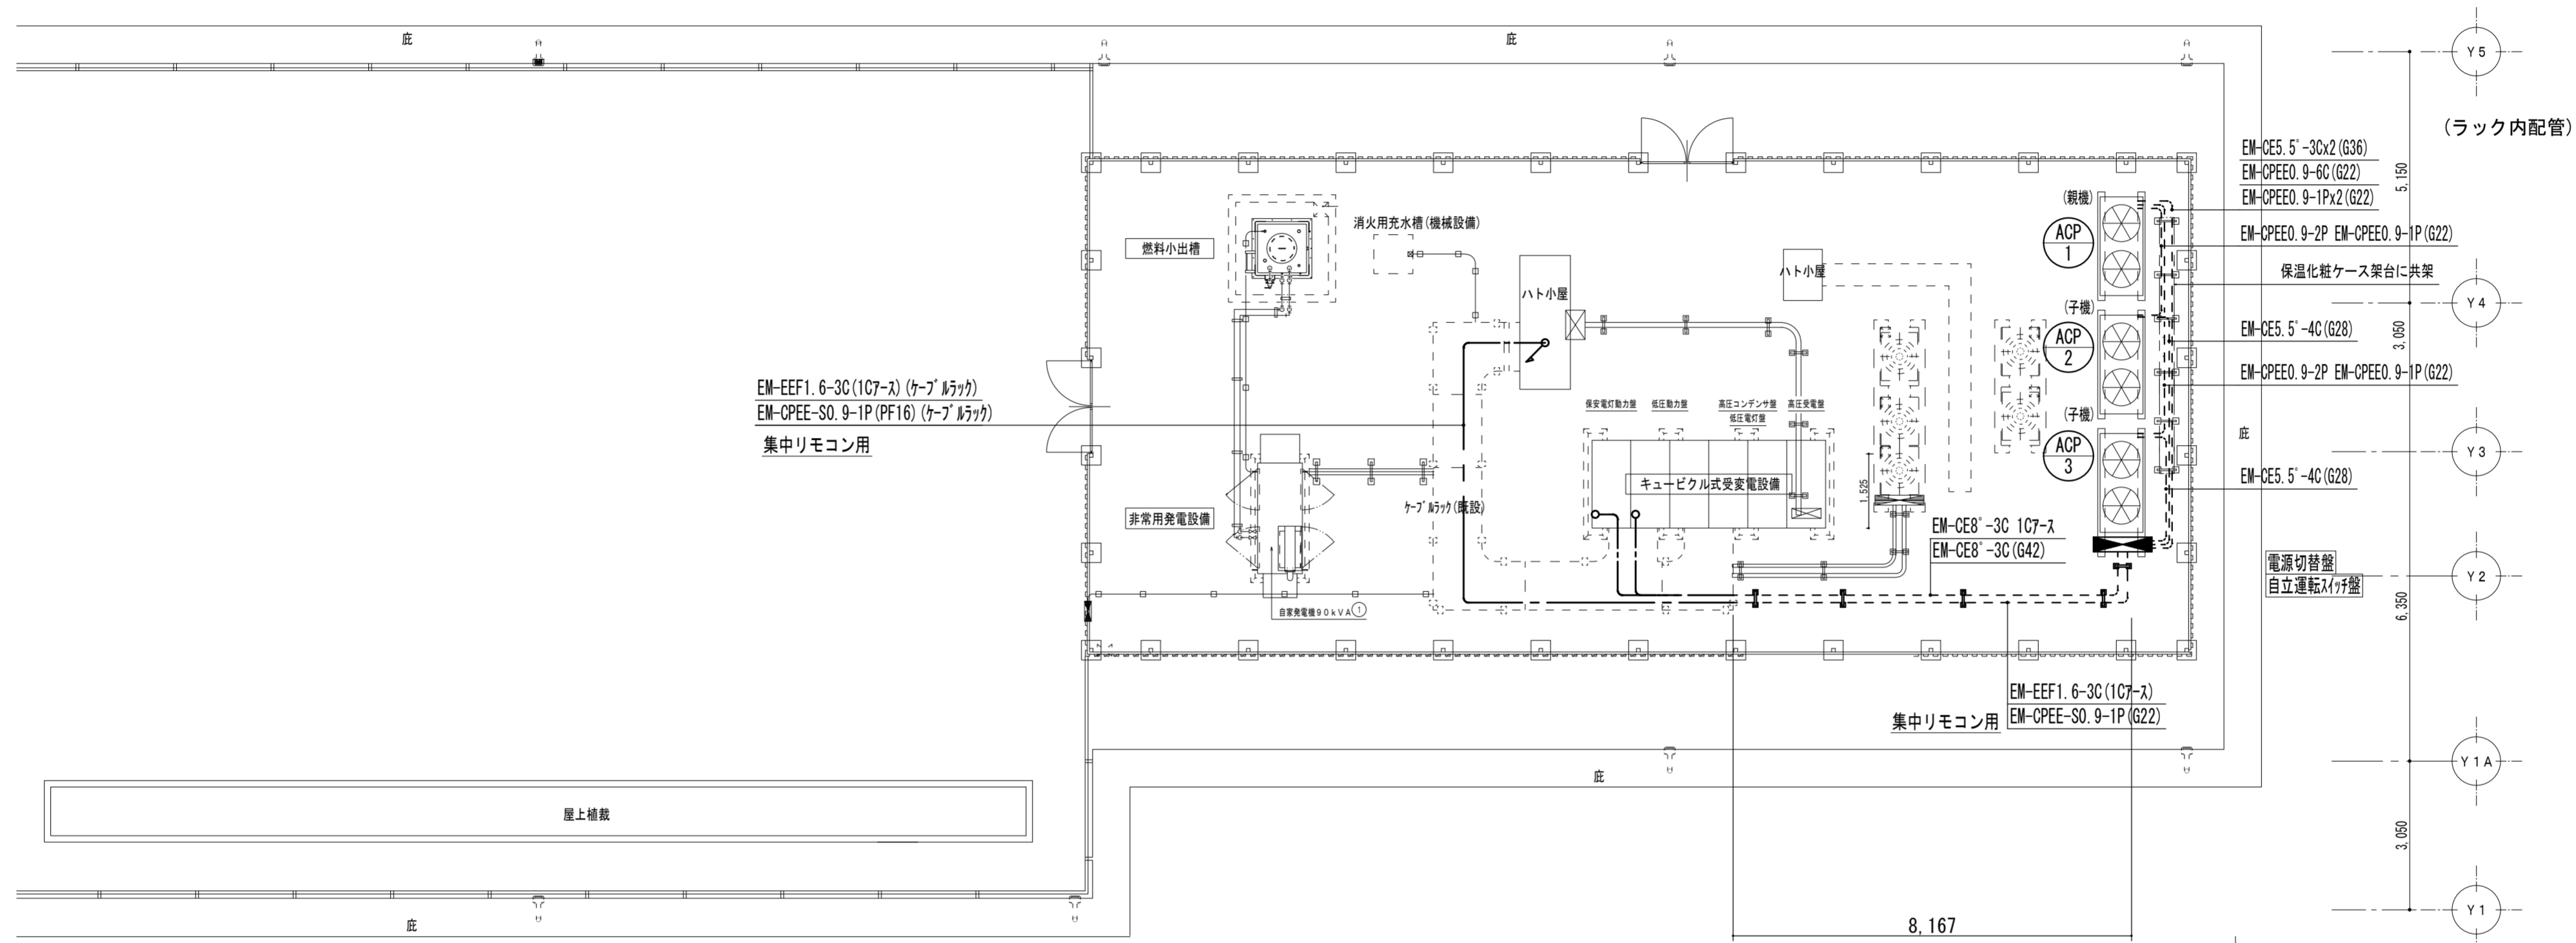 庇
庇
Y5
(ラック内配管)
EM-CE5.5゜-3Cx2(G36)
EM-CPEE0.9-6C(G22)
EM-CPEE0.9-1Px2(G22)
5,150
(親機)
ACP
1
消火用充水槽(機械設備)
燃料小出槽
EM-CPEE0.9-2P EM-CPEE0.9-1P(G22)
保温化粧ケース架台に共架
ハト小屋
ハト小屋
Y4
(子機)
ACP
2
EM-CE5.5゜-4C(G28)
3,050
EM-CPEE0.9-2P EM-CPEE0.9-1P(G22)
EM-EEF1.6-3C(1Cアース)(ケーブルラック)
EM-CPEE-S0.9-1P(PF16)(ケーブルラック)
集中リモコン用
保安電灯動力盤
低圧動力盤
高圧コンデンサ盤
高圧受電盤
低圧電灯盤
(子機)
ACP
3
庇
Y3
EM-CE5.5゜-4C(G28)
キュービクル式受変電設備
1,525
ケーブルラック(既設)
非常用発電設備
EM-CE8゜-3C 1Cアース
EM-CE8゜-3C(G42)
電源切替盤
自立運転スイッチ盤
Y2
自家発電機90kVA
1
6,350
EM-EEF1.6-3C(1Cアース)
EM-CPEE-S0.9-1P(G22)
集中リモコン用
Y1A
庇
屋上植裁
3,050
庇
8,167
Y1